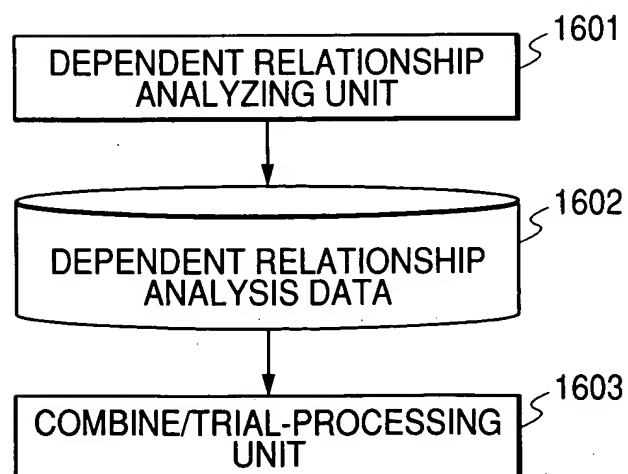 1601
DEPENDENT RELATIONSHIP
ANALYZING UNIT
1602
DEPENDENT RELATIONSHIP
ANALYSIS DATA
1603
COMBINE/TRIAL-PROCESSING
UNIT